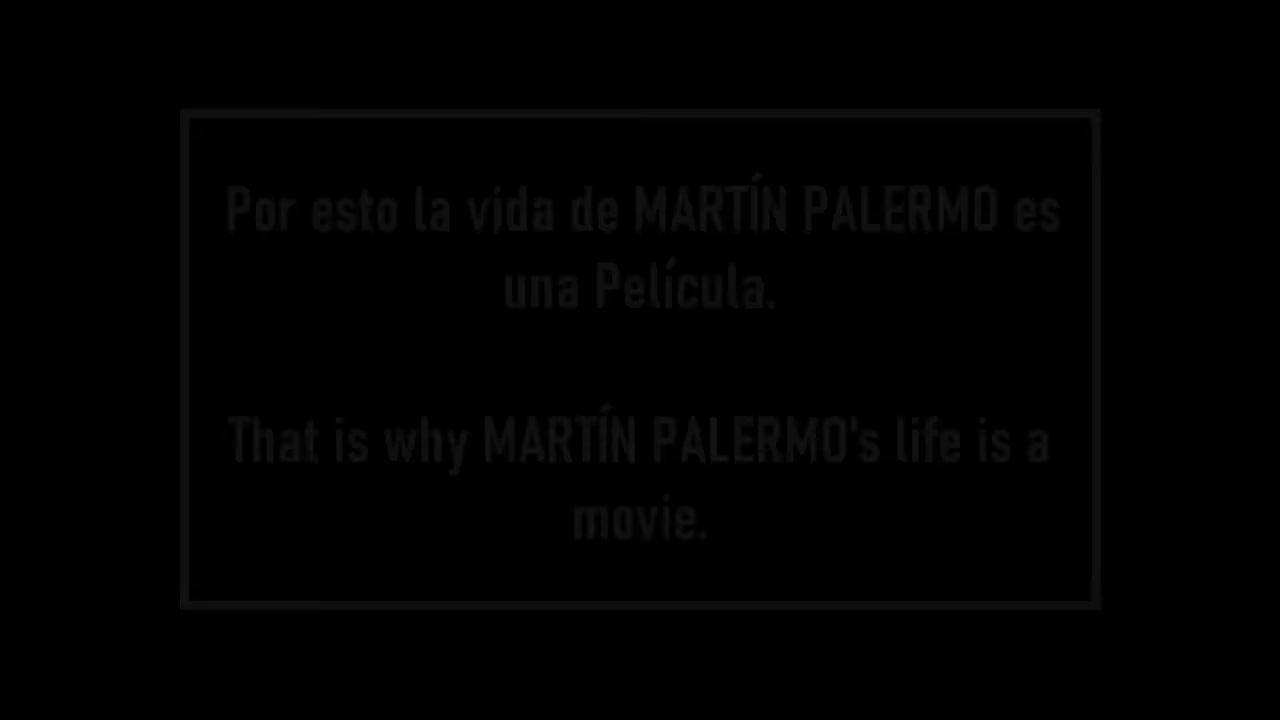 Por esto la vida de MARTÍN PALERMO es
una Película.
That is why MARTÍN PALERMO's life is a
movie.